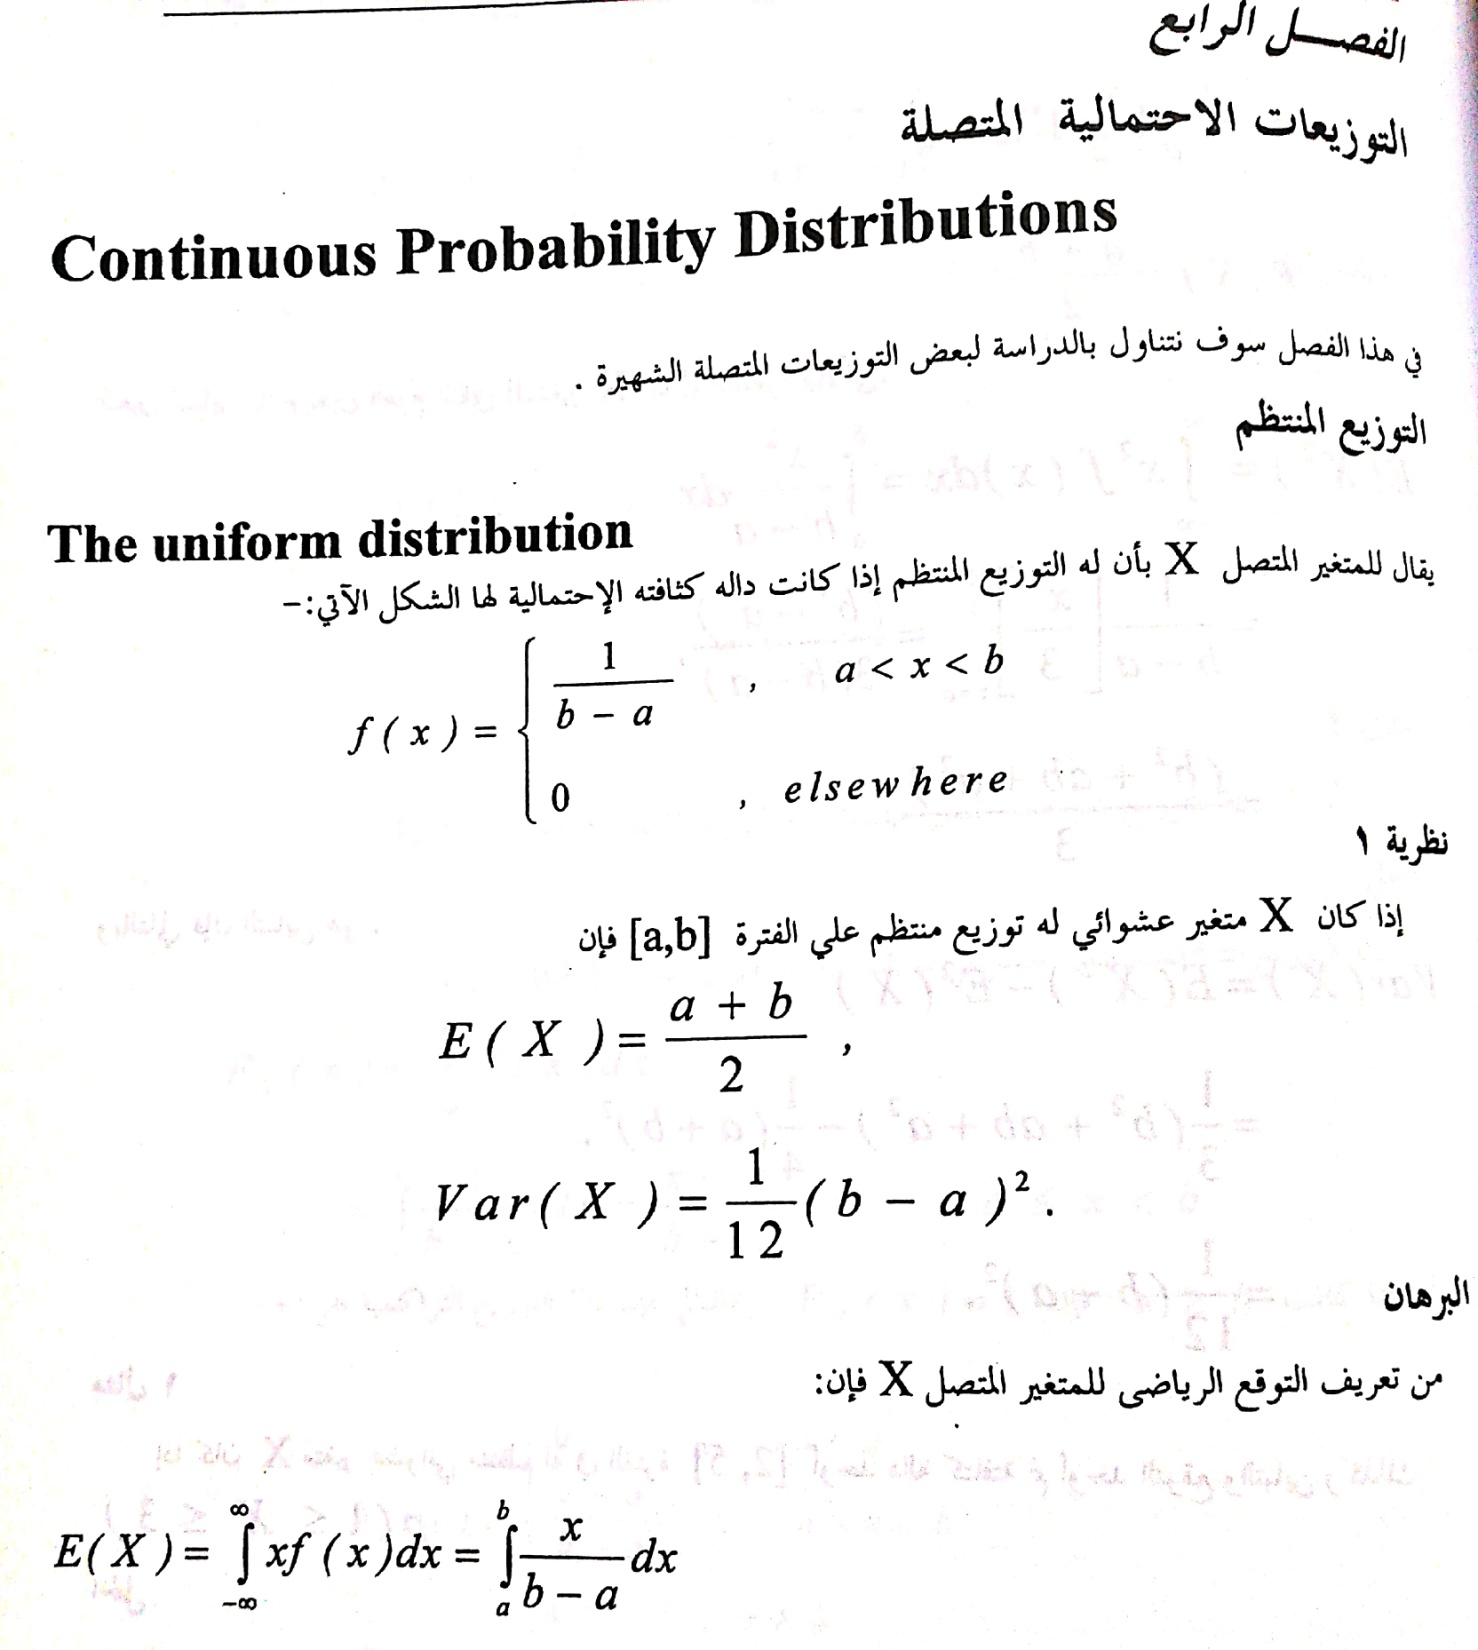 الفصل الرابع
التوزيعات الاحتمالية المتصلة
Continuous Probability Distributions
في هذا الفصل سوف نتناول بالدراسة لبعض التوزيعات المتصلة الشهيرة .
التوزيع المنتظم
The uniform distribution
يقال للمتغير المتصل X بأن له التوزيع المنتظم إذا كانت داله كثافته الإحتمالية لها الشكل الآتي:-
f(x) = { 1/(b − a) , a < x < b
0 , elsewhere
نظرية ١
إذا كان X متغير عشوائي له توزيع منتظم علي الفترة [a,b] فإن
E(X) = (a + b)/2 ,
Var(X) = 1/12 (b − a)².
البرهان
من تعريف التوقع الرياضى للمتغير المتصل X فإن:
E(X) = ∫_{-∞}^{∞} xf(x)dx = ∫_a^b x/(b − a) dx